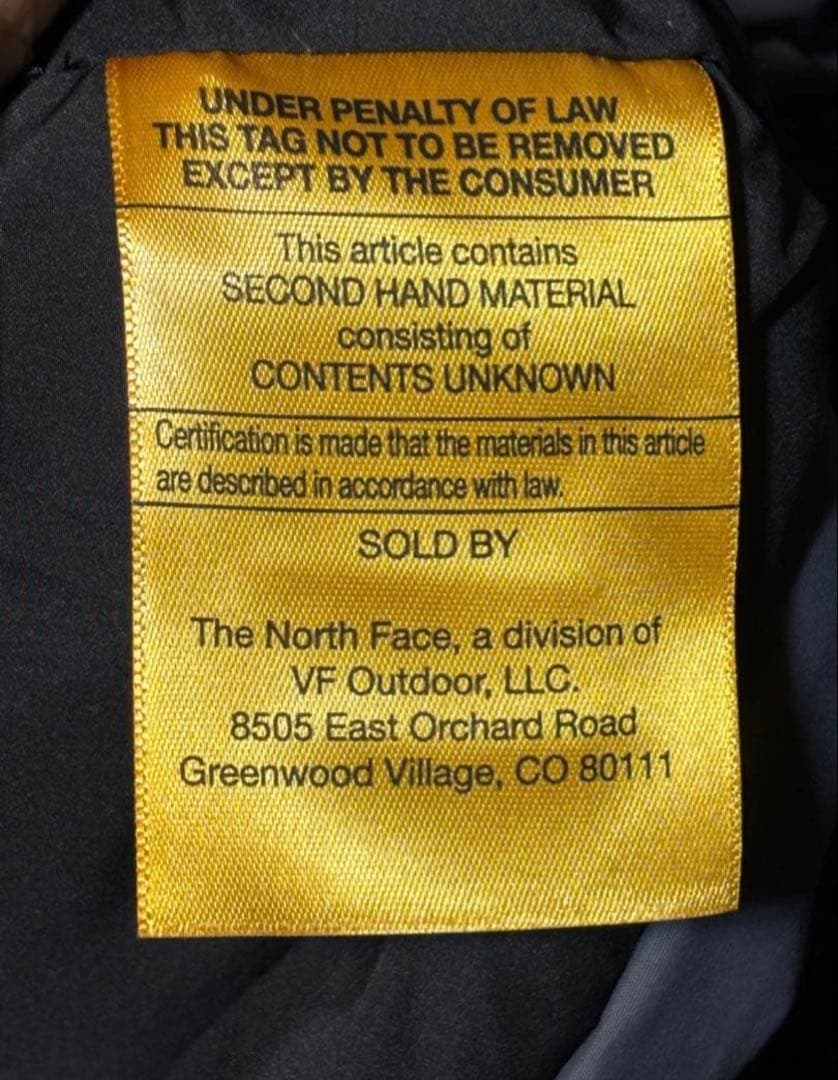 UNDER PENALTY OF LAW
THIS TAG NOT TO BE REMOVED
EXCEPT BY THE CONSUMER
This article contains
SECOND HAND MATERIAL
consisting of
CONTENTS UNKNOWN
Certification is made that the materials in this article
are described in accordance with law.
SOLD BY
The North Face, a division of
VF Outdoor, LLC.
8505 East Orchard Road
Greenwood Village, CO 80111